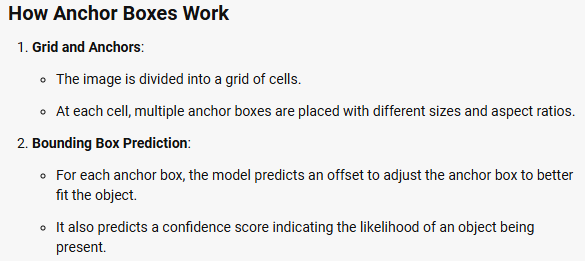 How Anchor Boxes Work
1. Grid and Anchors:
∘ The image is divided into a grid of cells.
∘ At each cell, multiple anchor boxes are placed with different sizes and aspect ratios.
2. Bounding Box Prediction:
∘ For each anchor box, the model predicts an offset to adjust the anchor box to better
fit the object.
∘ It also predicts a confidence score indicating the likelihood of an object being
present.